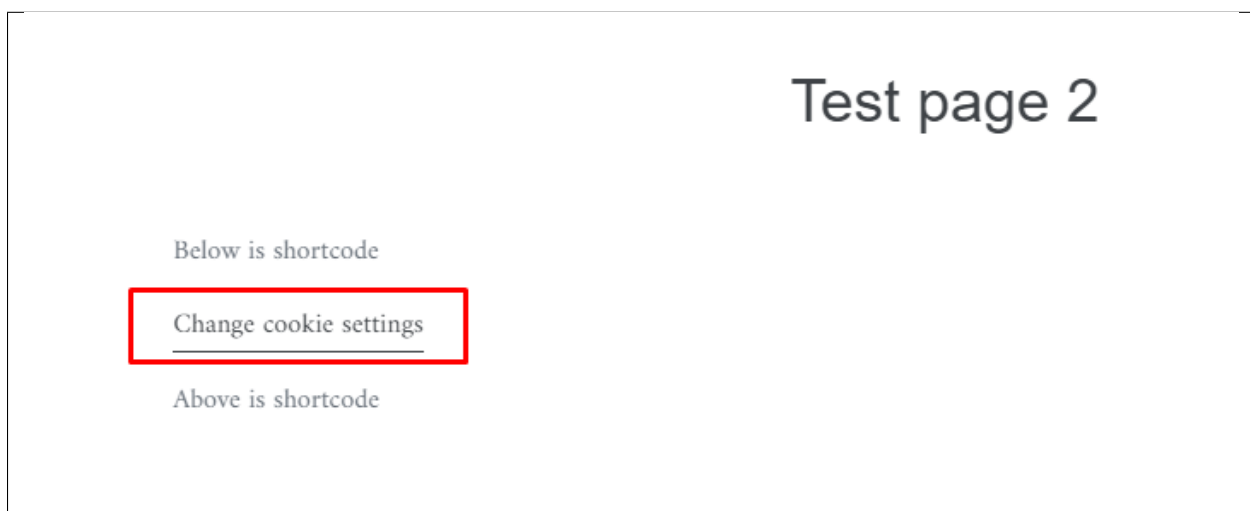 Test page 2
Below is shortcode
Change cookie settings
Above is shortcode